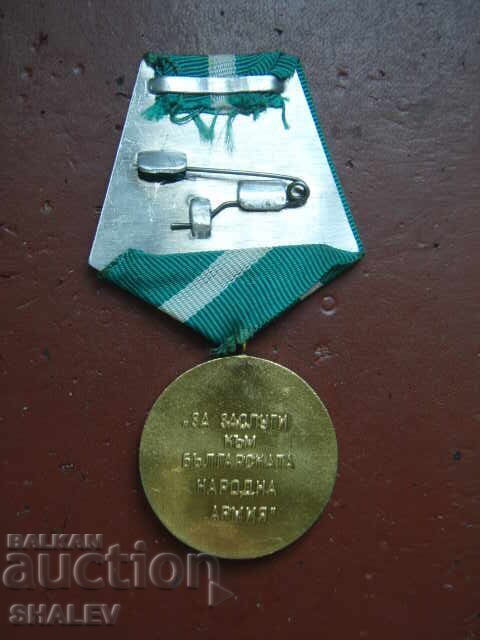 „ЗА ЗАСЛУГИ
КЪМ
БЪЛГАРСКАТА
НАРОДНА
АРМИЯ"
BALKAN
auction
SHALEV